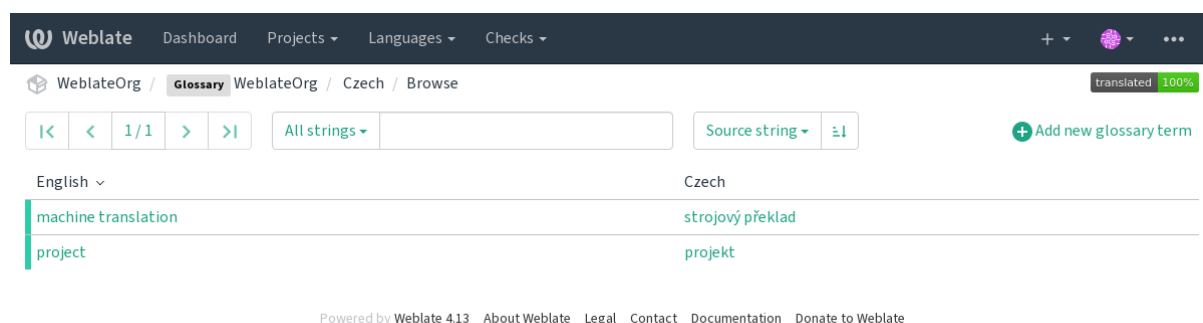 Weblate Dashboard Projects Languages Checks
WeblateOrg / Glossary WeblateOrg / Czech / Browse translated 100%
1 / 1 All strings Source string Add new glossary term
English Czech
machine translation strojový překlad
project projekt
Powered by Weblate 4.13 About Weblate Legal Contact Documentation Donate to Weblate